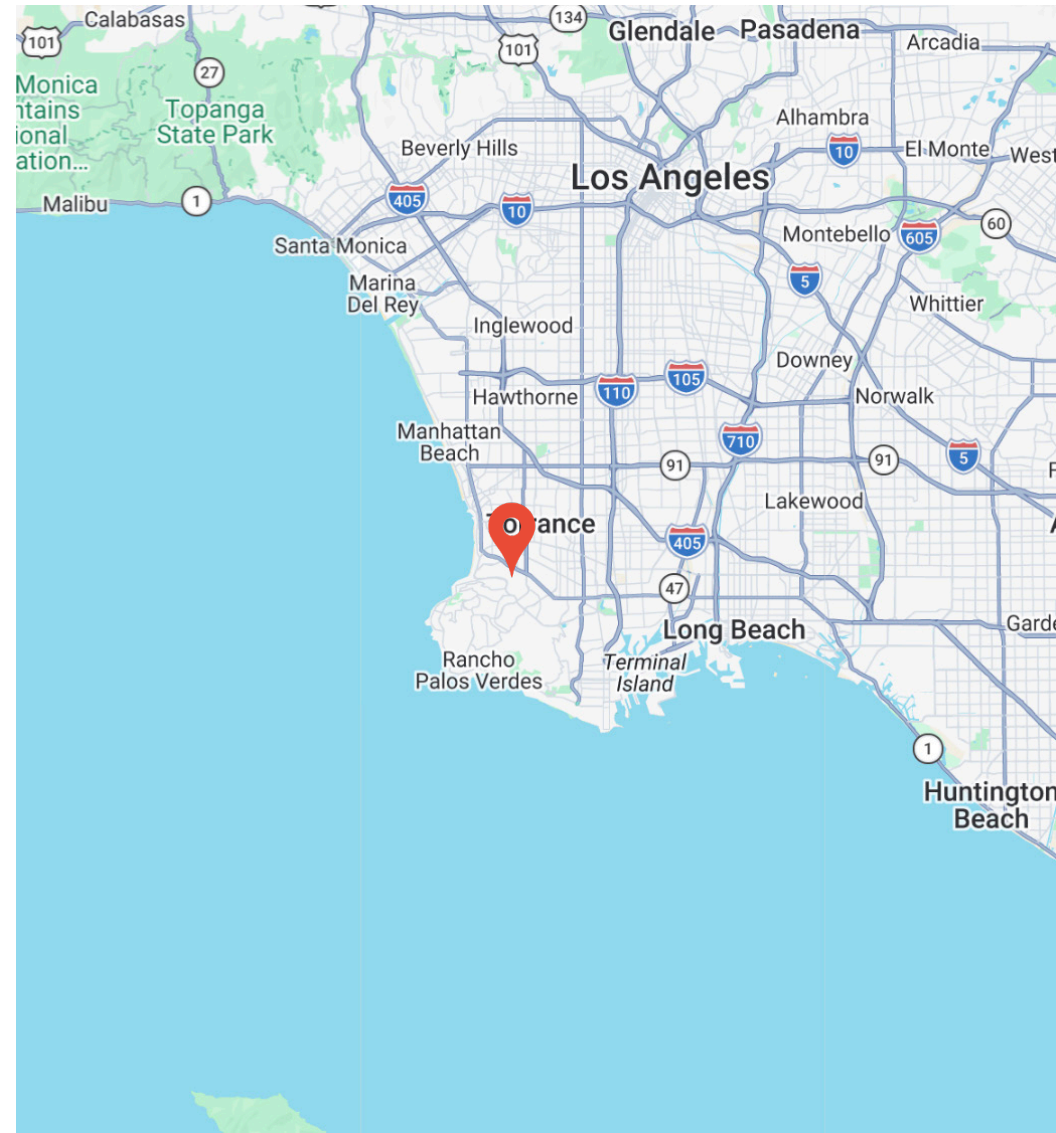 Calabasas
101
134
Glendale
Pasadena
Arcadia
101
27
Monica
ntains
ional
ation...
Topanga
State Park
Alhambra
Beverly Hills
10
El Monte
West
Los Angeles
Malibu
1
405
10
Santa Monica
Montebello
605
60
Marina
Del Rey
5
Whittier
Inglewood
Downey
105
110
Hawthorne
Norwalk
Manhattan
Beach
710
91
91
5
F
Lakewood
Torrance
A
405
47
Long Beach
Garde
Rancho
Palos Verdes
Terminal
Island
1
Huntington
Beach